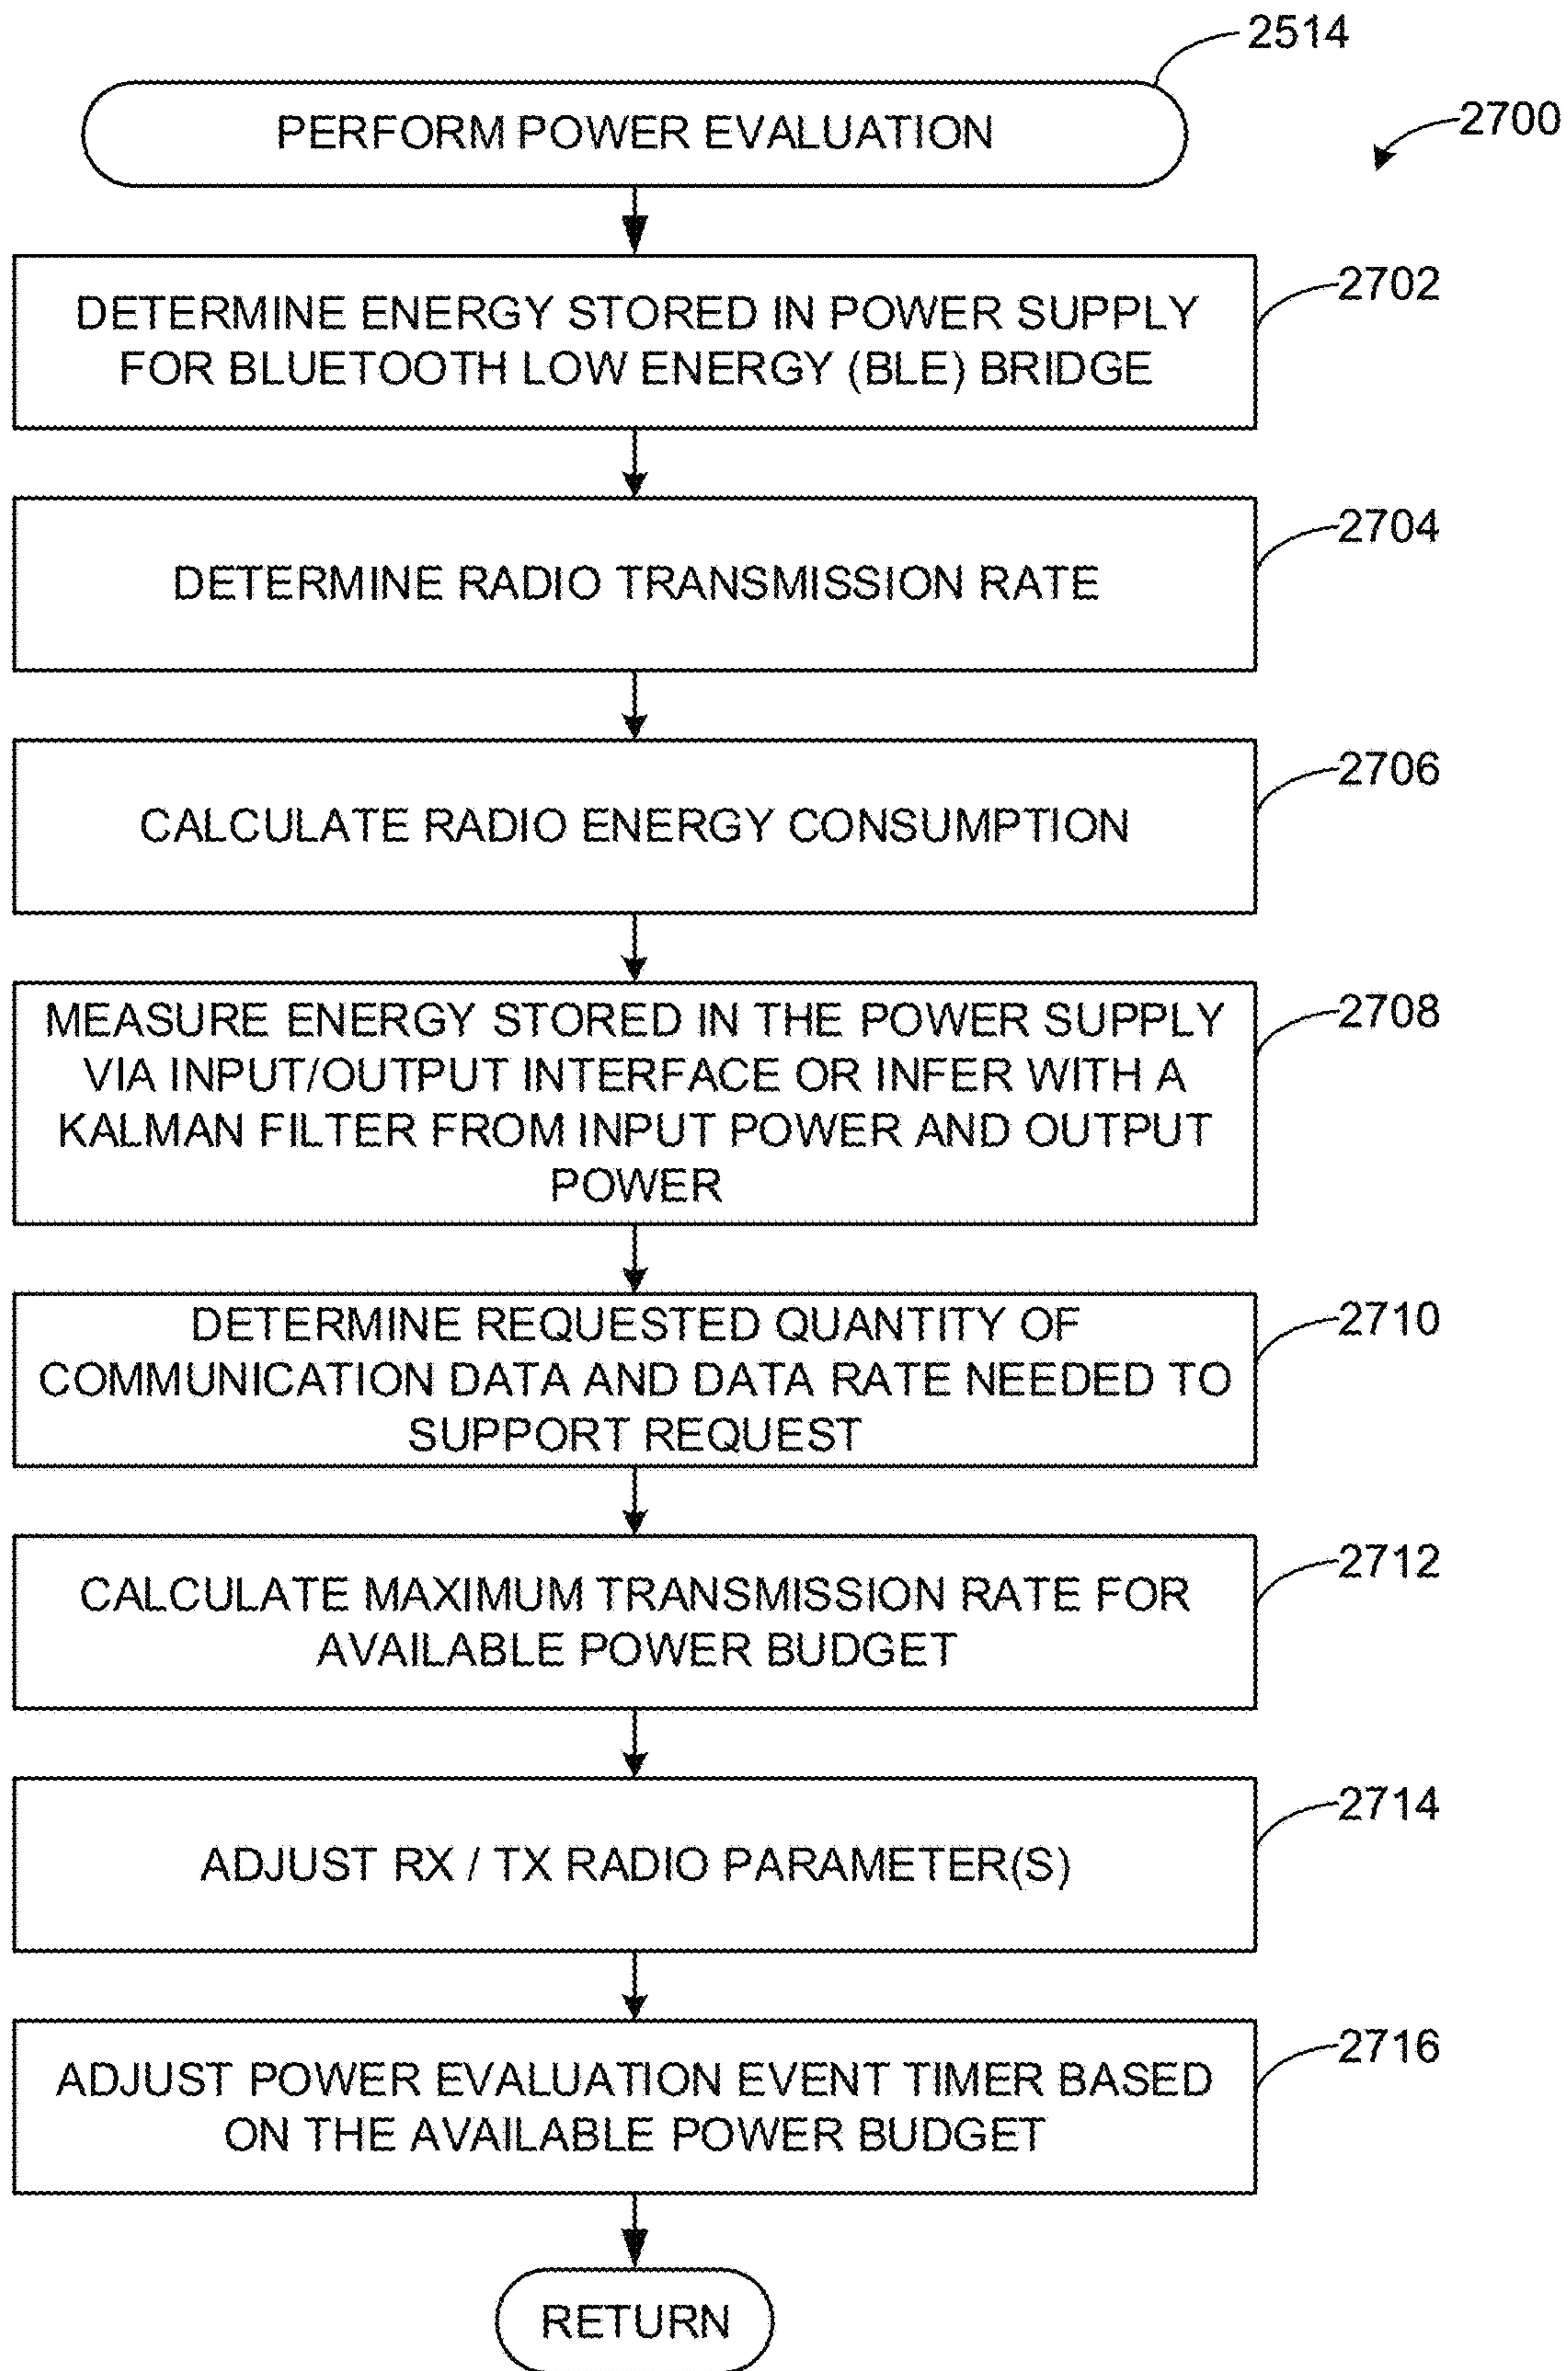 2514
PERFORM POWER EVALUATION
2700
2702
DETERMINE ENERGY STORED IN POWER SUPPLY
FOR BLUETOOTH LOW ENERGY (BLE) BRIDGE
2704
DETERMINE RADIO TRANSMISSION RATE
2706
CALCULATE RADIO ENERGY CONSUMPTION
2708
MEASURE ENERGY STORED IN THE POWER SUPPLY
VIA INPUT/OUTPUT INTERFACE OR INFER WITH A
KALMAN FILTER FROM INPUT POWER AND OUTPUT
POWER
2710
DETERMINE REQUESTED QUANTITY OF
COMMUNICATION DATA AND DATA RATE NEEDED TO
SUPPORT REQUEST
2712
CALCULATE MAXIMUM TRANSMISSION RATE FOR
AVAILABLE POWER BUDGET
2714
ADJUST RX / TX RADIO PARAMETER(S)
2716
ADJUST POWER EVALUATION EVENT TIMER BASED
ON THE AVAILABLE POWER BUDGET
RETURN